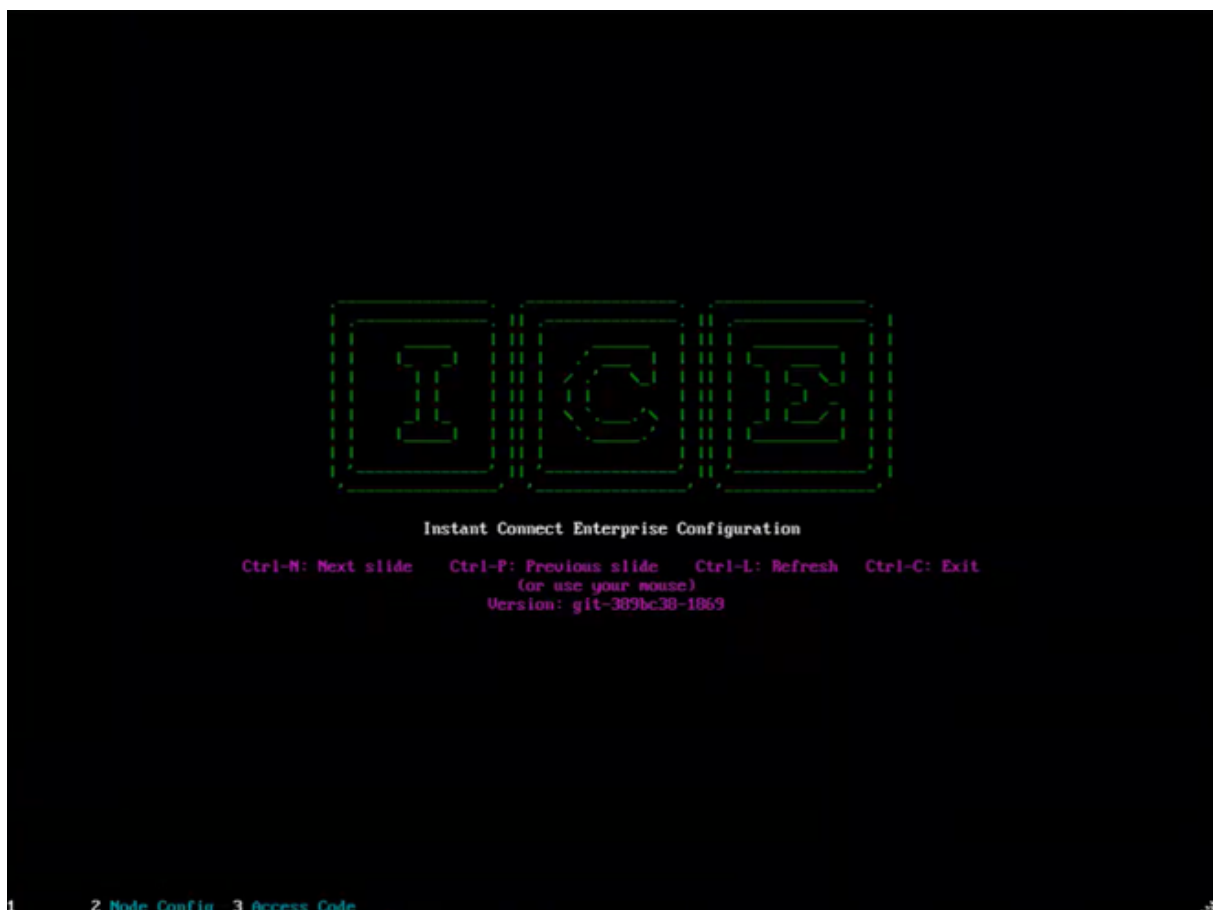 I C E
Instant Connect Enterprise Configuration
Ctrl-N: Next slide Ctrl-P: Previous slide Ctrl-L: Refresh Ctrl-C: Exit
(or use your mouse)
Version: git-389bc38-1869
1 2 Node Config 3 Access Code